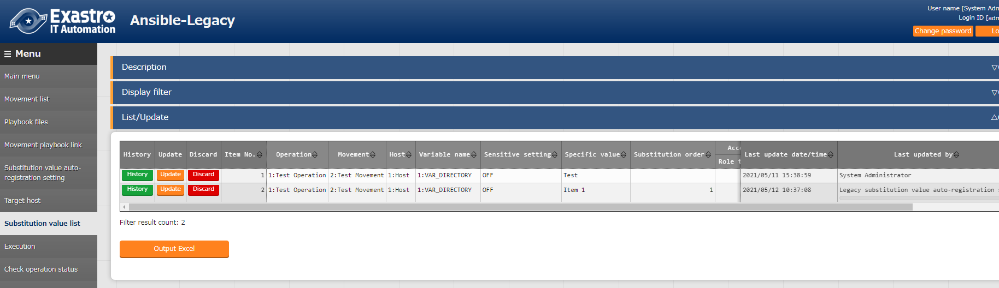 Exastro
IT Automation
Ansible-Legacy
User name [System Adm
Login ID [adm
Change password
Lo
Menu
Main menu
Movement list
Playbook files
Movement playbook link
Substitution value auto-
registration setting
Target host
Substitution value list
Execution
Check operation status
Description
Display filter
List/Update
History Update Discard Item No. Operation Movement Host Variable name Sensitive setting Specific value Substitution order Acc Last update date/time Last updated by
Role t
History Update Discard 1 1:Test Operation 2:Test Movement 1:Host 1:VAR_DIRECTORY OFF Test 2021/05/11 15:38:59 System Administrator
History Update Discard 2 1:Test Operation 2:Test Movement 1:Host 1:VAR_DIRECTORY OFF Item 1 1 2021/05/12 10:37:08 Legacy substitution value auto-registration
Filter result count: 2
Output Excel